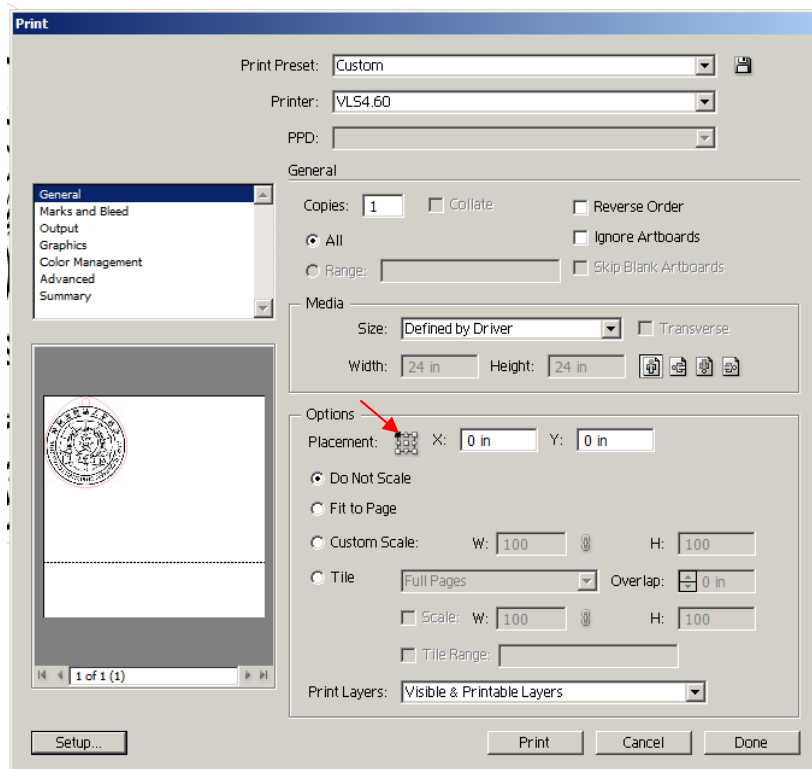 Print
Print Preset: Custom
Printer: VLS4.60
PPD:
General
General
Marks and Bleed
Output
Graphics
Color Management
Advanced
Summary
Copies: 1 Collate Reverse Order
All Ignore Artboards
Range: Skip Blank Artboards
Media
Size: Defined by Driver Transverse
Width: 24 in Height: 24 in
Options
Placement: X: 0 in Y: 0 in
Do Not Scale
Fit to Page
Custom Scale: W: 100 H: 100
Tile Full Pages Overlap: 0 in
Scale: W: 100 H: 100
Tile Range:
1 of 1 (1)
Print Layers: Visible & Printable Layers
Setup... Print Cancel Done